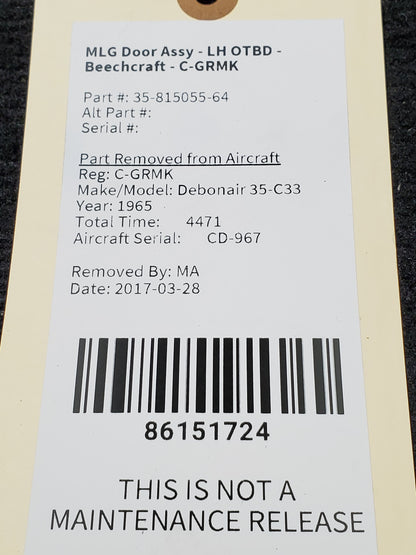 MLG Door Assy - LH OTBD -
Beechcraft - C-GRMK
Part #: 35-815055-64
Alt Part #:
Serial #:
Part Removed from Aircraft
Reg: C-GRMK
Make/Model: Debonair 35-C33
Year: 1965
Total Time: 4471
Aircraft Serial: CD-967
Removed By: MA
Date: 2017-03-28
86151724
THIS IS NOT A
MAINTENANCE RELEASE